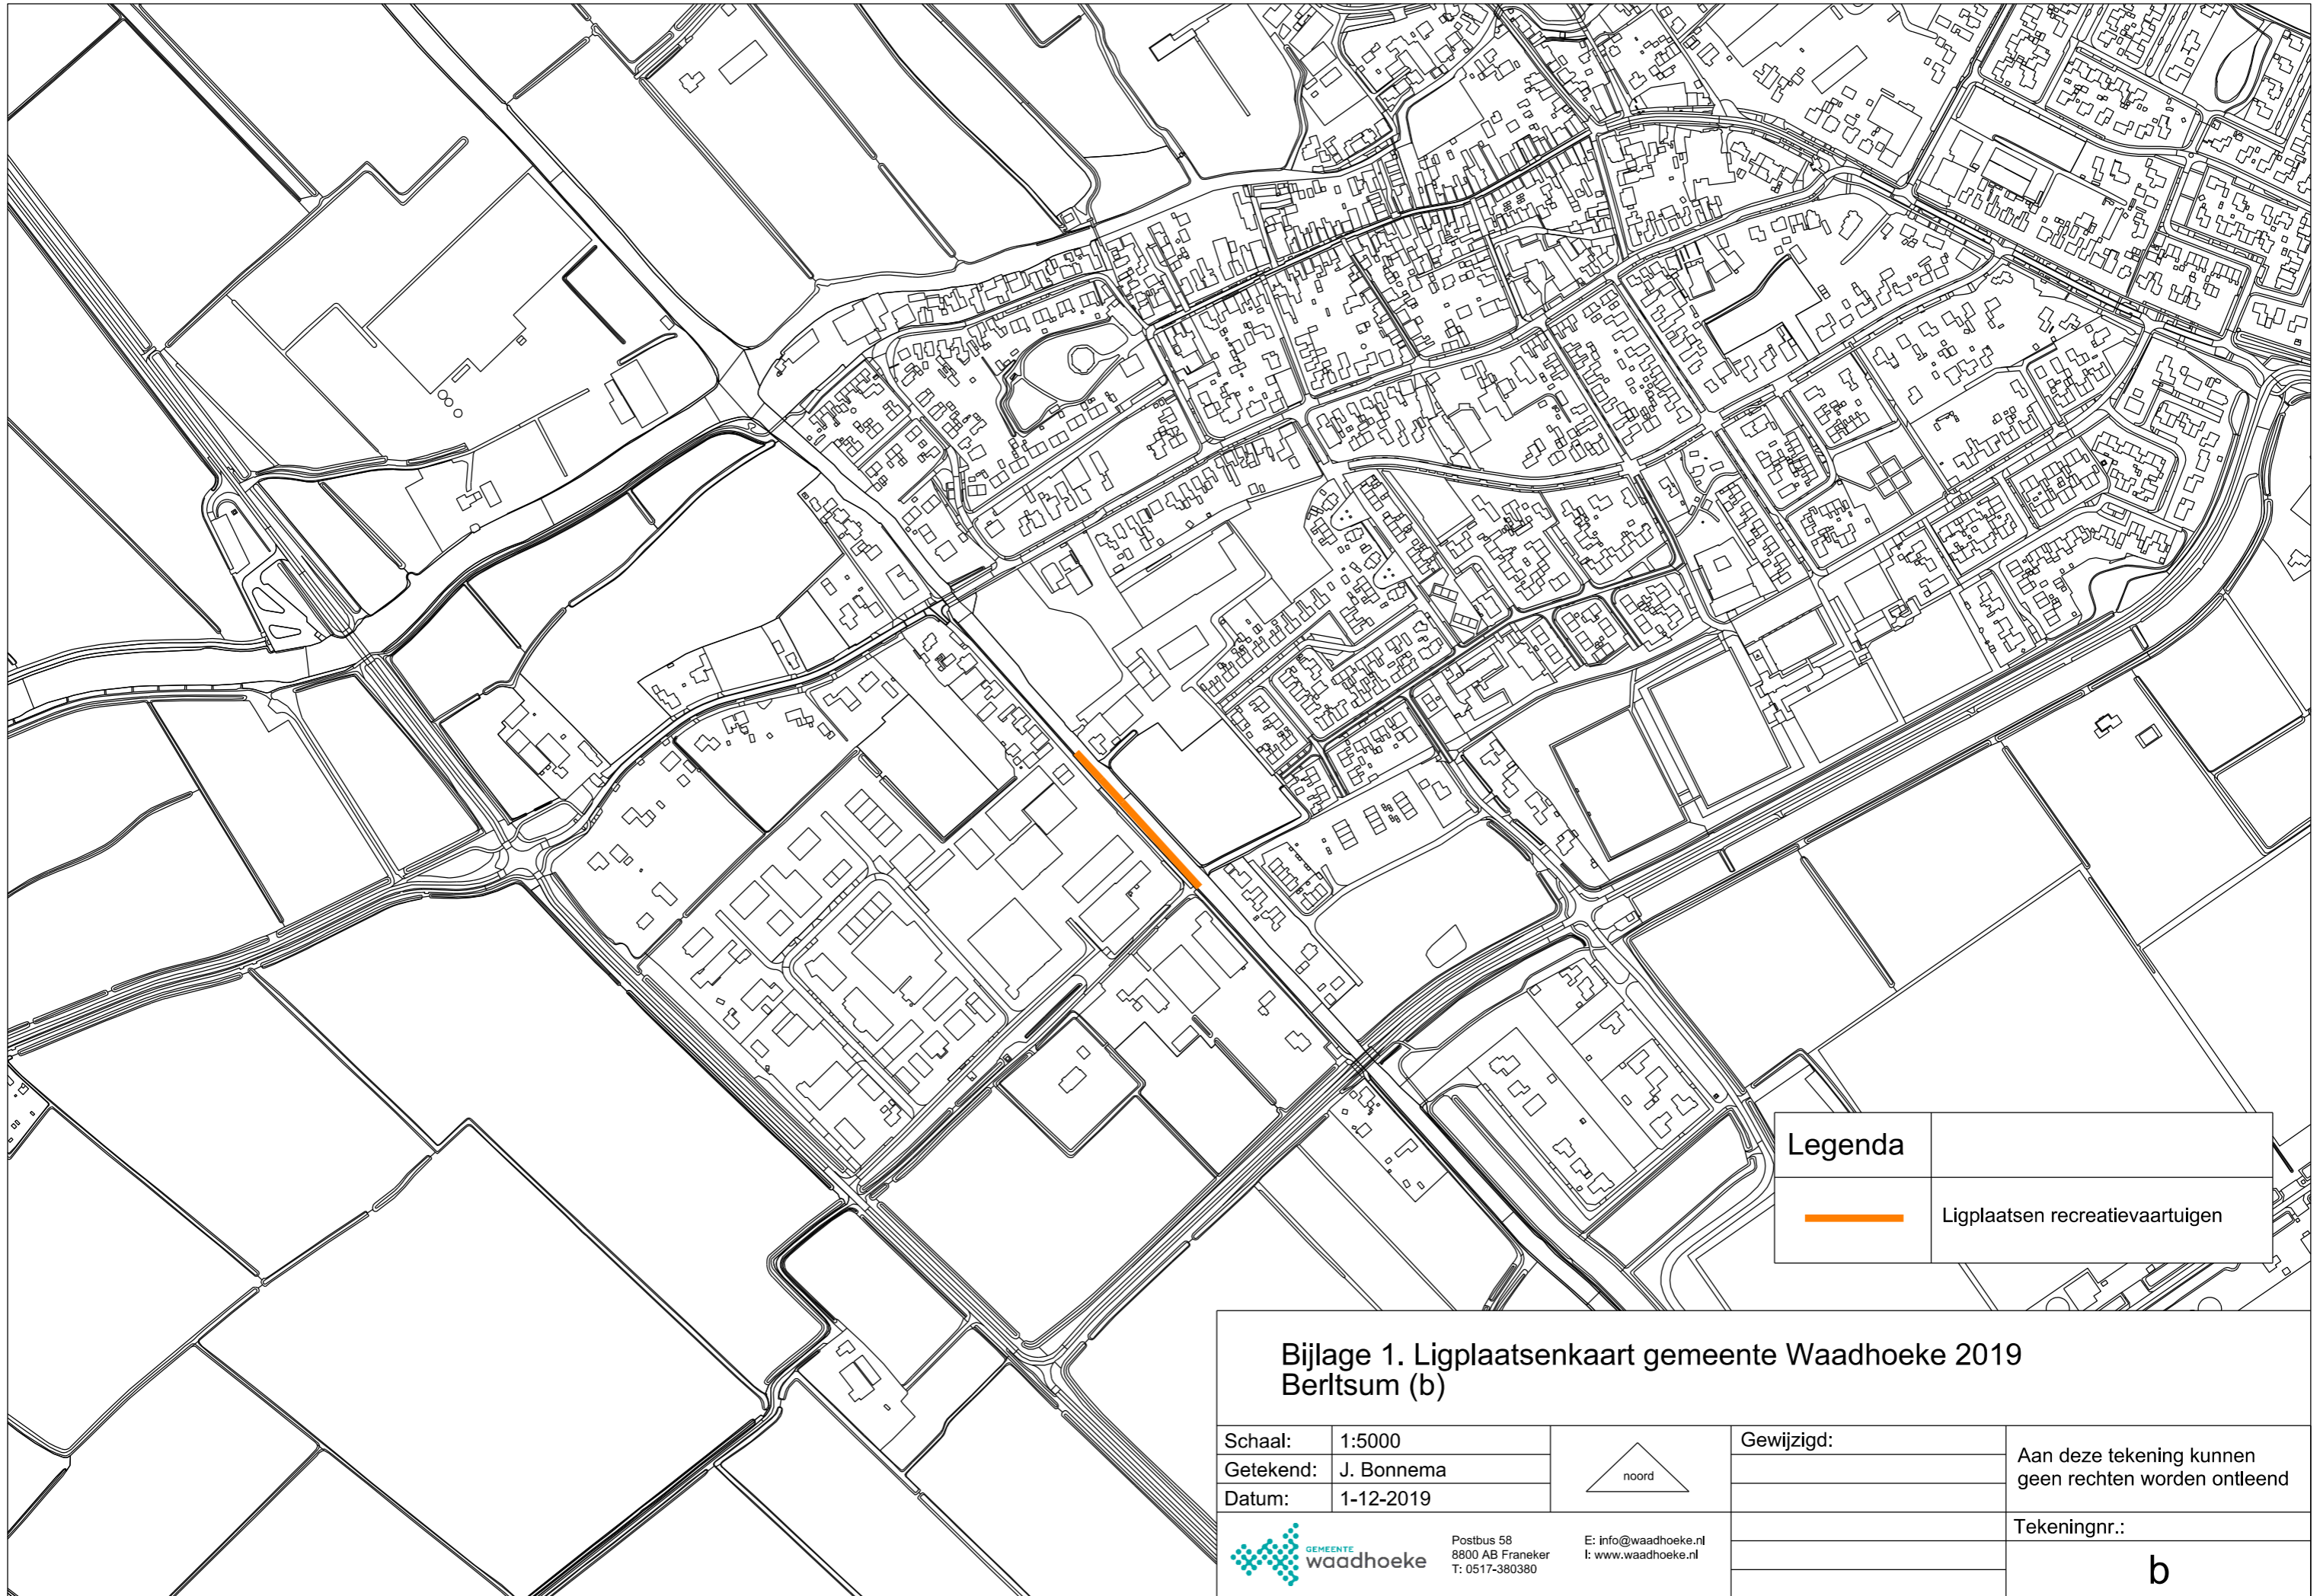 Legenda
Ligplaatsen recreatievaartuigen
Bijlage 1. Ligplaatsenkaart gemeente Waadhoeke 2019
Berltsum (b)
Schaal: 1:5000
Getekend: J. Bonnema
Datum: 1-12-2019
noord
Gewijzigd:
Aan deze tekening kunnen
geen rechten worden ontleend
Tekeningnr.:
b
GEMEENTE
waadhoeke
Postbus 58
8800 AB Franeker
T: 0517-380380
E: info@waadhoeke.nl
I: www.waadhoeke.nl